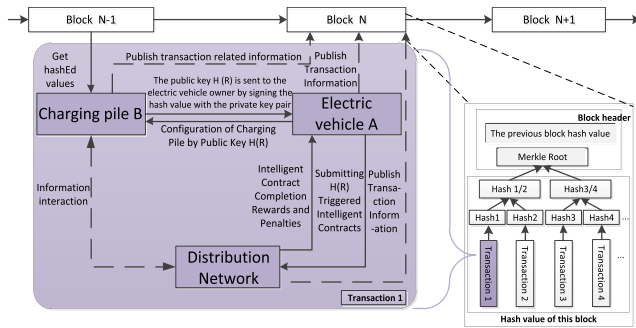 Block N-1
Block N
Block N+1
Get
hashEd
values
Publish transaction related information
Publish
Transaction
Information
The public key H (R) is sent to the
electric vehicle owner by signing the
hash value with the private key pair
Charging pile B
Electric
vehicle A
Configuration of Charging
Pile by Public Key H(R)
Information
interaction
Intelligent
Contract
Completion
Rewards and
Penalties
Submitting
H(R)
Triggered
Intelligent
Contracts
Publish
Transa-
ction
Inform
-ation
Distribution
Network
Transaction 1
Block header
The previous block hash value
Merkle Root
Hash 1/2
Hash3/4
Hash1
Hash2
Hash3
Hash4
...
Transaction 1
Transaction 2
Transaction 3
Transaction 4
...
Hash value of this block